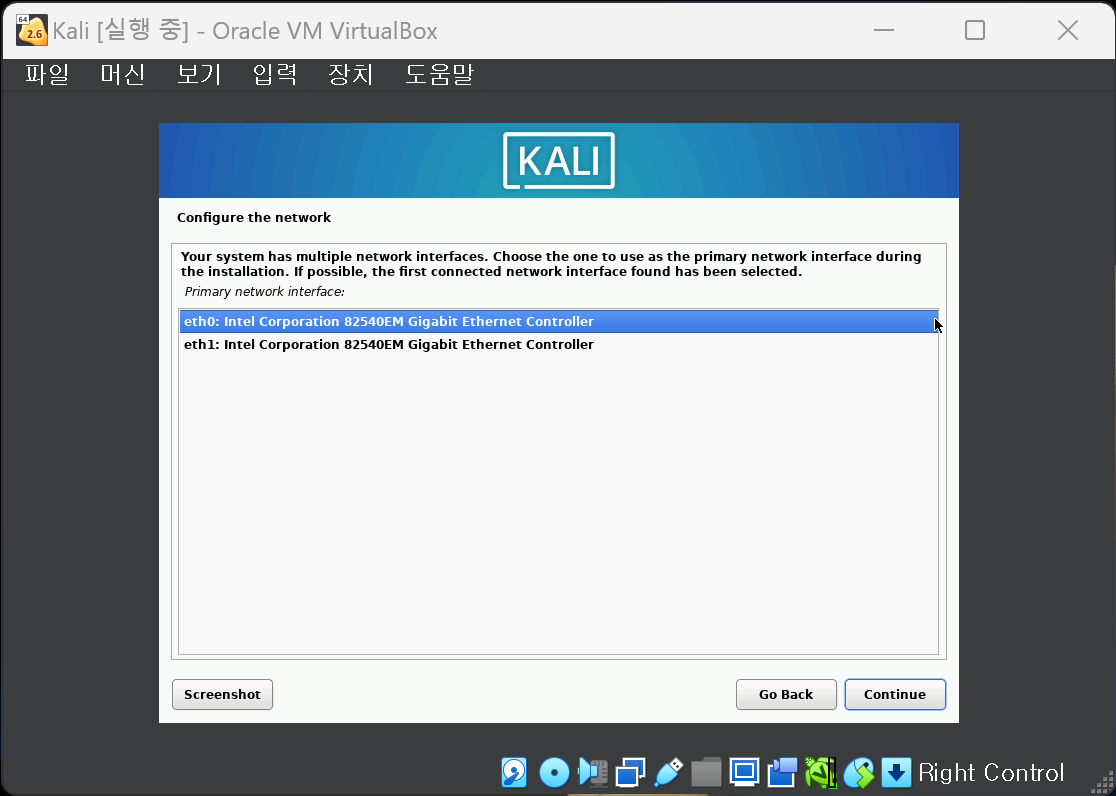 64
2.6
Kali [실행 중] - Oracle VM VirtualBox
파일 머신 보기 입력 장치 도움말
KALI
Configure the network
Your system has multiple network interfaces. Choose the one to use as the primary network interface during
the installation. If possible, the first connected network interface found has been selected.
Primary network interface:
eth0: Intel Corporation 82540EM Gigabit Ethernet Controller
eth1: Intel Corporation 82540EM Gigabit Ethernet Controller
Screenshot Go Back Continue
Right Control